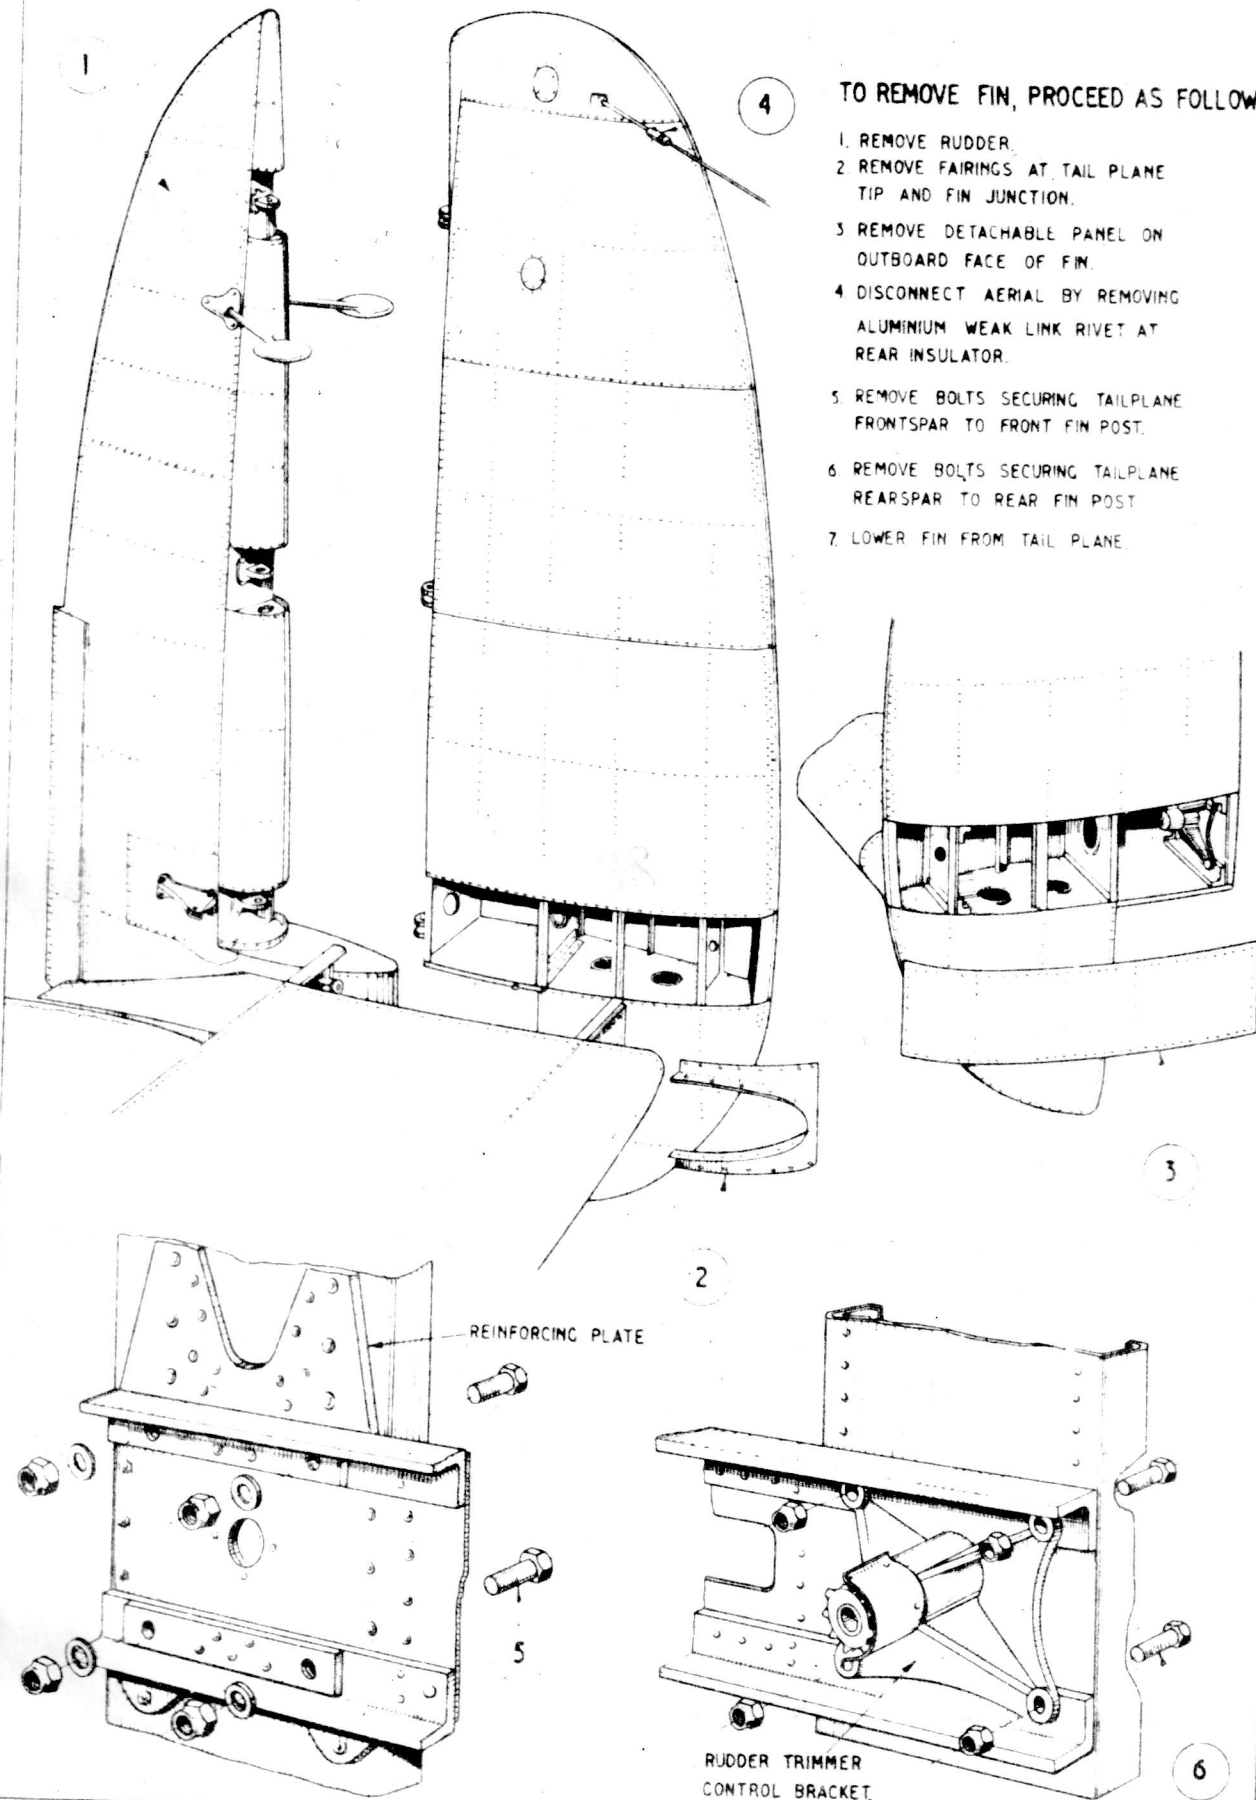 1
4
TO REMOVE FIN, PROCEED AS FOLLOW
1. REMOVE RUDDER.
2. REMOVE FAIRINGS AT TAIL PLANE
TIP AND FIN JUNCTION.
3. REMOVE DETACHABLE PANEL ON
OUTBOARD FACE OF FIN.
4. DISCONNECT AERIAL BY REMOVING
ALUMINIUM WEAK LINK RIVET AT
REAR INSULATOR.
5. REMOVE BOLTS SECURING TAILPLANE
FRONTSPAR TO FRONT FIN POST.
6. REMOVE BOLTS SECURING TAILPLANE
REARSPAR TO REAR FIN POST
7. LOWER FIN FROM TAIL PLANE.
3
2
REINFORCING PLATE
5
RUDDER TRIMMER
CONTROL BRACKET
6